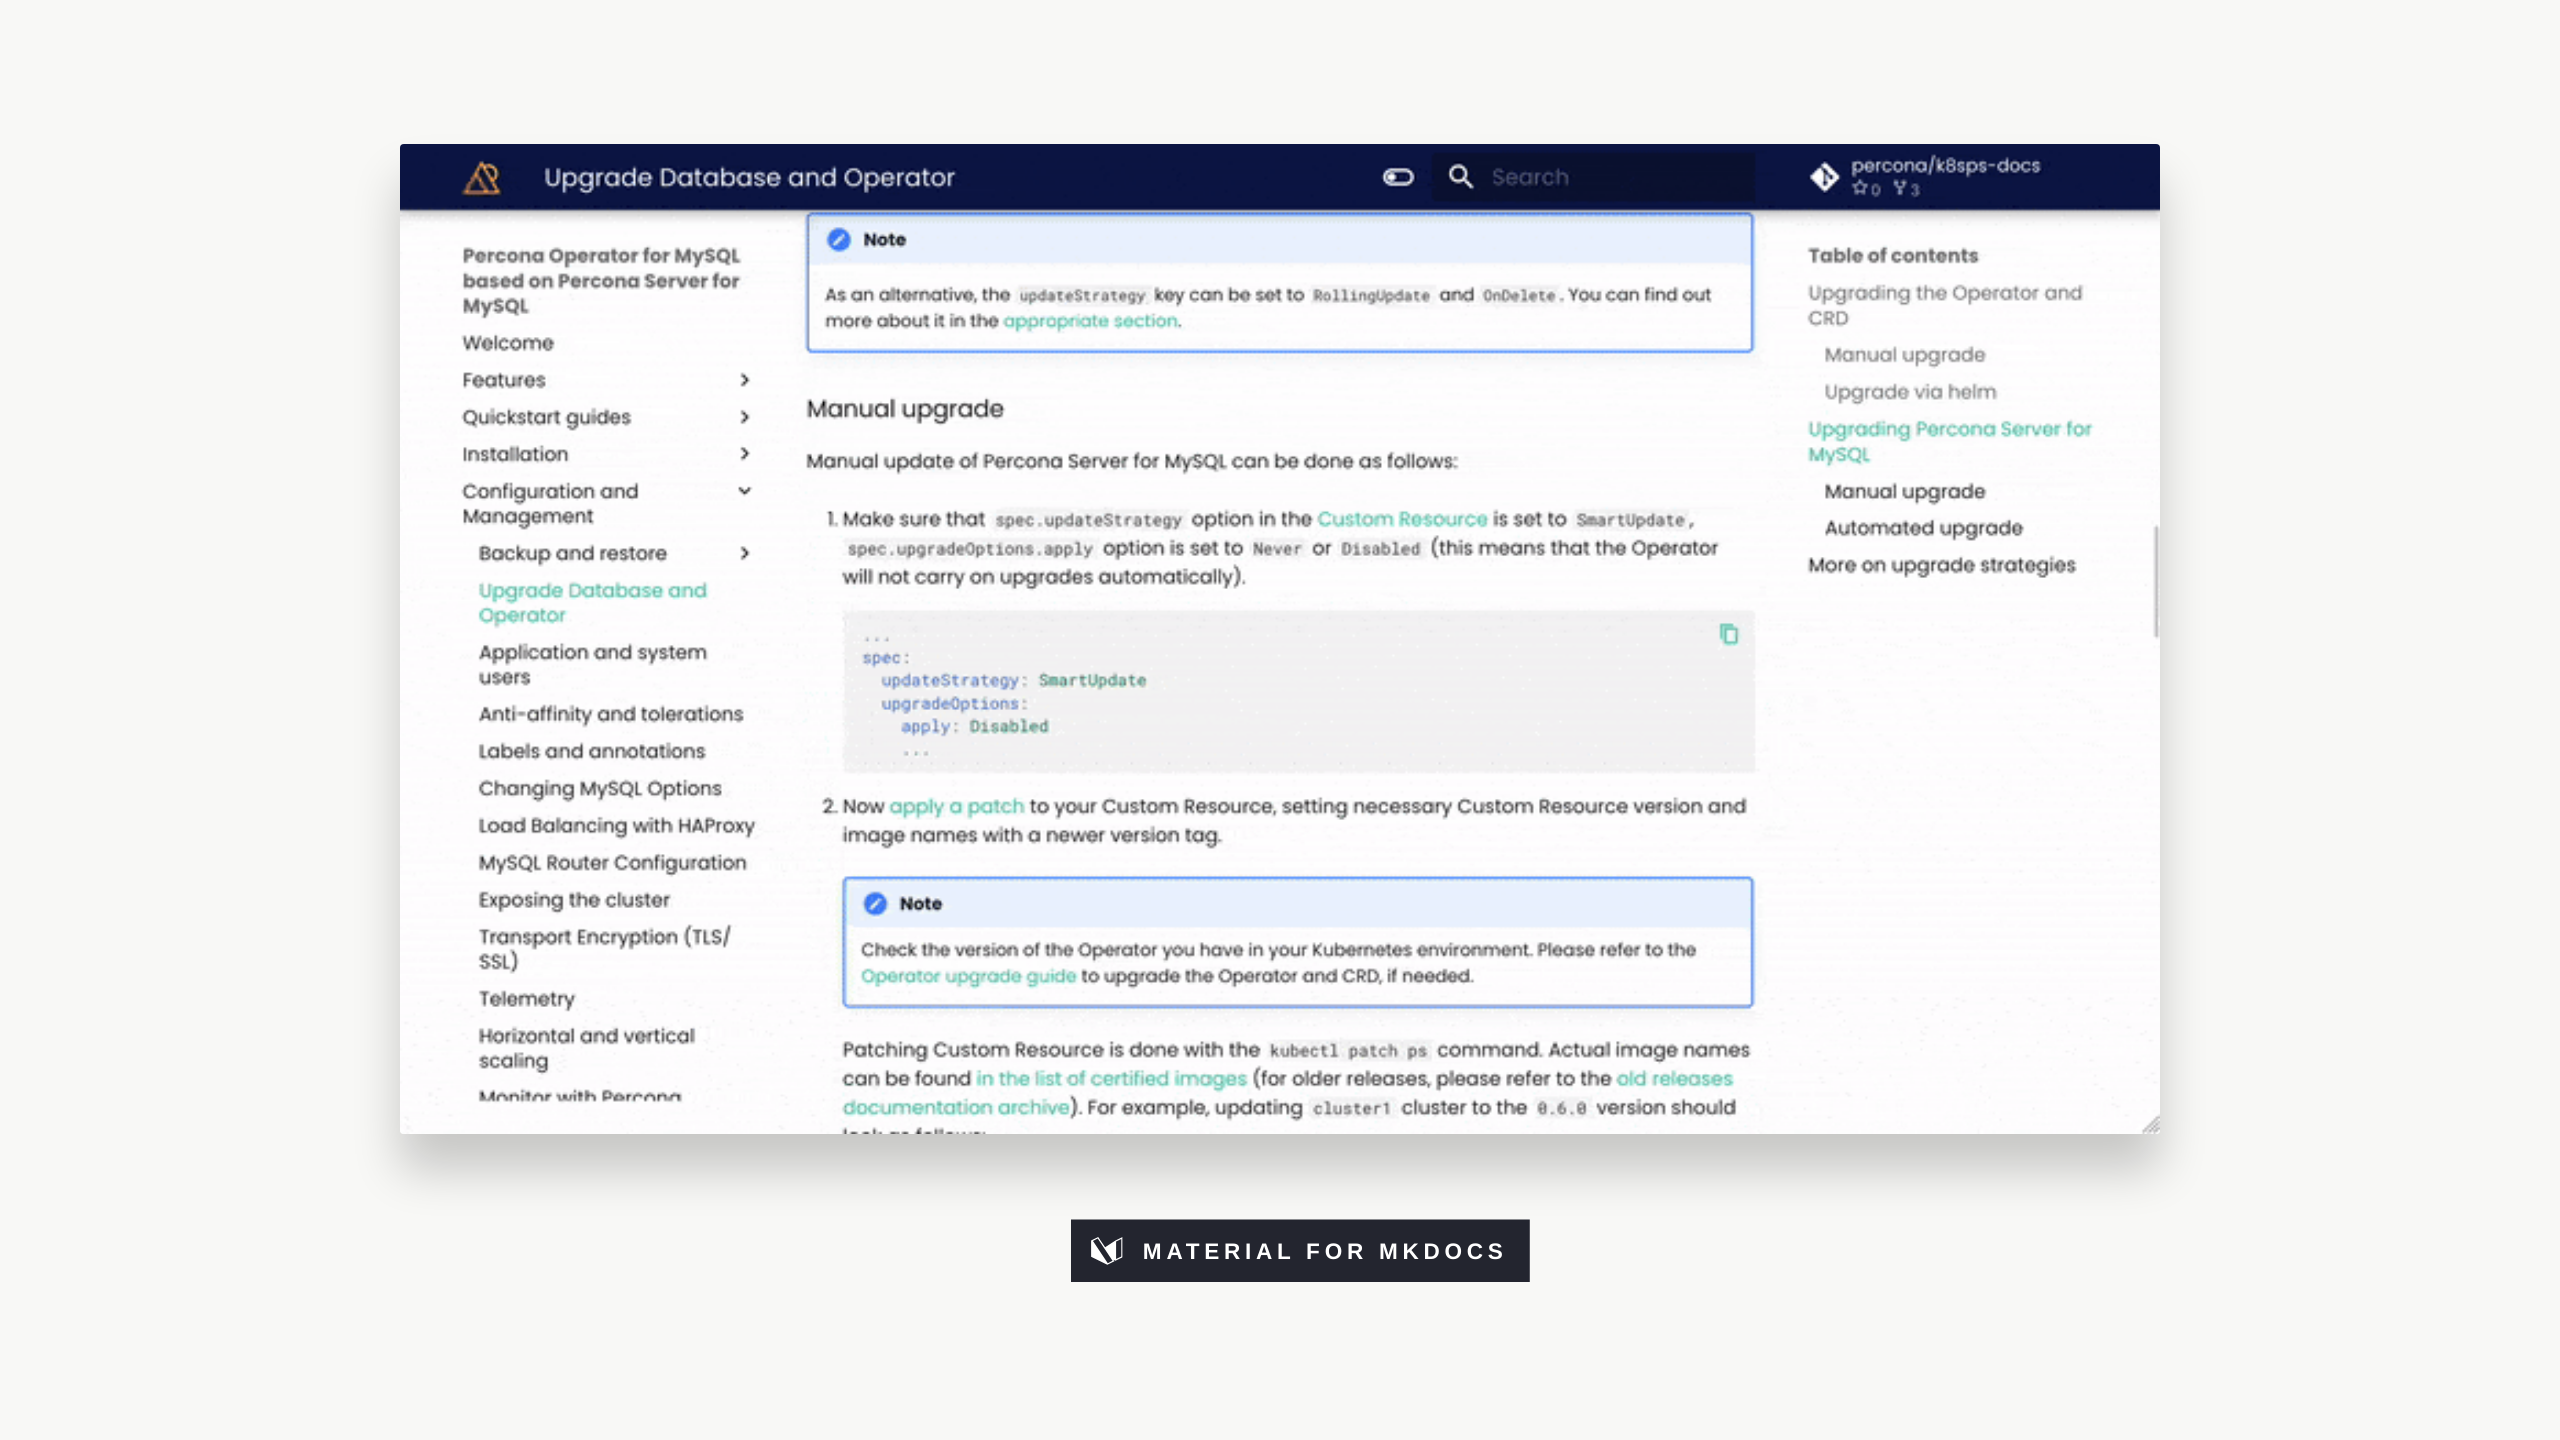 Upgrade Database and Operator
Search
percona/k8sps-docs
0 3
Percona Operator for MySQL
based on Percona Server for
MySQL
Welcome
Features
Quickstart guides
Installation
Configuration and
Management
Backup and restore
Upgrade Database and
Operator
Application and system
users
Anti-affinity and tolerations
Labels and annotations
Changing MySQL Options
Load Balancing with HAProxy
MySQL Router Configuration
Exposing the cluster
Transport Encryption (TLS/
SSL)
Telemetry
Horizontal and vertical
scaling
Monitor with Percona
Note
As an alternative, the updateStrategy key can be set to RollingUpdate and OnDelete. You can find out
more about it in the appropriate section.
Manual upgrade
Manual update of Percona Server for MySQL can be done as follows:
1. Make sure that spec.updateStrategy option in the Custom Resource is set to SmartUpdate,
spec.upgradeOptions.apply option is set to Never or Disabled (this means that the Operator
will not carry on upgrades automatically).
...
spec:
updateStrategy: SmartUpdate
upgradeOptions:
apply: Disabled
...
2. Now apply a patch to your Custom Resource, setting necessary Custom Resource version and
image names with a newer version tag.
Note
Check the version of the Operator you have in your Kubernetes environment. Please refer to the
Operator upgrade guide to upgrade the Operator and CRD, if needed.
Patching Custom Resource is done with the kubectl patch ps command. Actual image names
can be found in the list of certified images (for older releases, please refer to the old releases
documentation archive). For example, updating cluster1 cluster to the 0.6.0 version should
look as follows:
Table of contents
Upgrading the Operator and
CRD
Manual upgrade
Upgrade via helm
Upgrading Percona Server for
MySQL
Manual upgrade
Automated upgrade
More on upgrade strategies
MATERIAL FOR MKDOCS